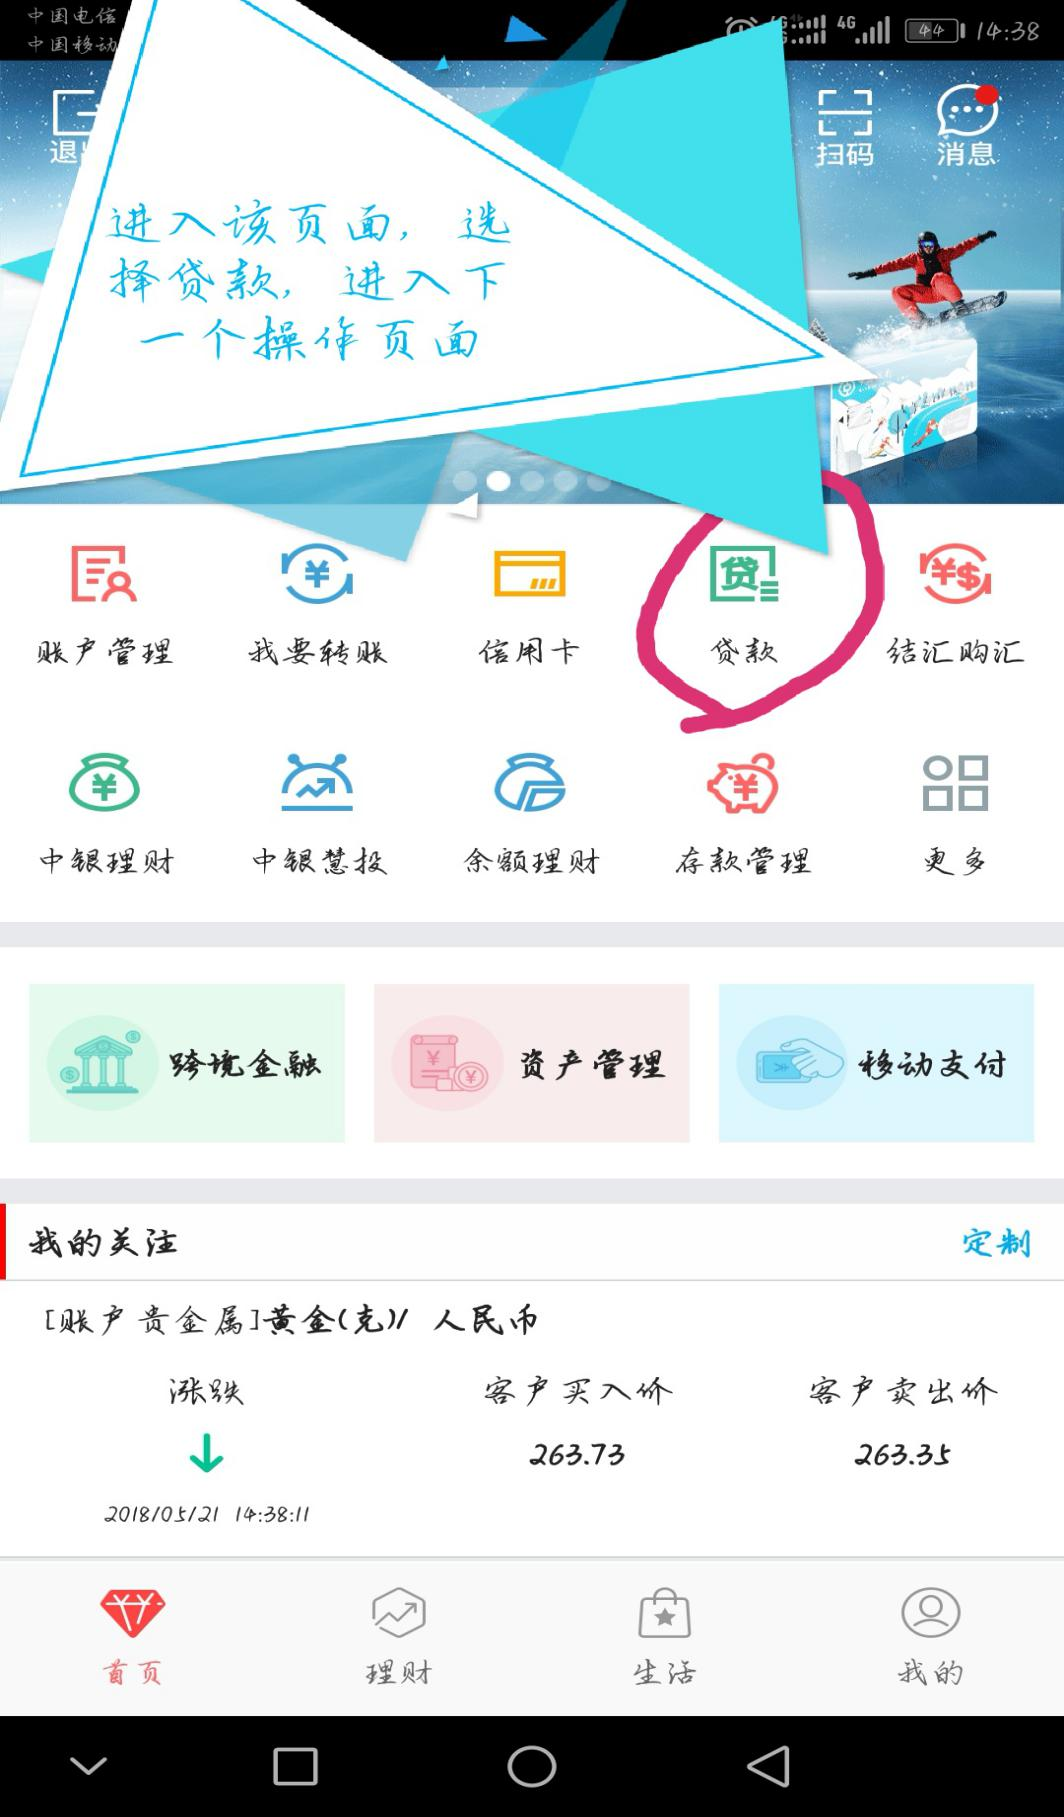 中国电信
中国移动
4G 4G 44 14:38
扫码 消息
进入该页面, 选
择贷款, 进入下
一个操作页面
贷
账户管理 我要转账 信用卡 贷款 结汇购汇
中银理财 中银慧投 余额理财 存款管理 更多
跨境金融 资产管理 移动支付
我的关注 定制
[账户贵金属]黄金(克)/ 人民币
涨跌 客户买入价 客户卖出价
263.73 263.35
2018/05/21 14:38:11
首页 理财 生活 我的